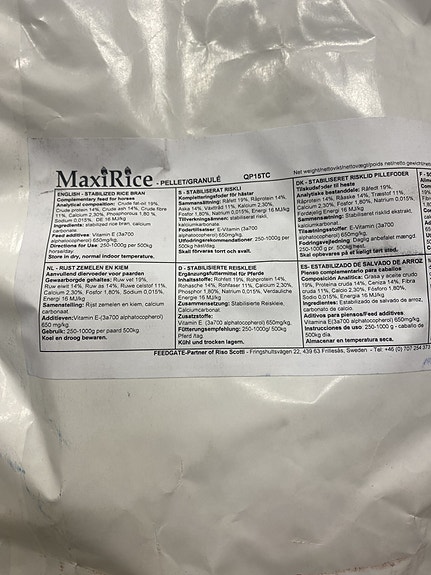 MaxiRice - PELLET/GRANULÉ QP15TC Net weight/nettovikt/nettovægt/poids net/netto gewicht/net
ENGLISH - STABILIZED RICE BRAN
Complementary feed for horses
Analytical composition: Crude fat-oil 19%,
Crude protein 14%, Crude ash 14%, Crude fibre
11%, Calcium 2,30%, Phosphorous 1,80 %,
Sodium 0,015%, DE 16 MJ/kg
Ingredients: stabilized rice bran, calcium
carbonate.
Feed additives: Vitamin E (3a700
alphatocopherol) 650mg/kg.
Directions for Use: 250-1000g per 500kg
horse/day
Store in dry, normal indoor temperature.
S - STABILISERAT RISKLI
Kompletteringsfoder för hästar
Sammansättning: Råfett 19%, Råprotein 14%,
Aska 14%, Växttråd 11%, Kalcium 2,30%,
Fosfor 1,80%, Natrium 0,015%, Energi 16 MJ/kg
Tillverkningsämnen: stabiliserat riskli,
kalciumkarbonat.
Fodertillsatser: E-Vitamin (3a700
alphatocopherol) 650mg/kg.
Utfodringsrekommendationer: 250-1000g per
500kg häst/dag.
Skall förvaras torrt och svalt.
DK - STABILISERET RISKLID PILLEFODER
Tilskudsfoder til heste
Analytiske bestanddele: Råfedt 19%,
Råprotein 14%, Råaske 14%, Træstof 11%,
Calcium 2,30%, Fosfor 1,80%, Natrium 0,015%,
Fordøjelig Energi 16 MJ/kg
Sammensætning: Stabiliseret risklid ekstrakt,
kalciumkarbonat.
Tilsætningsstoffer: E-Vitamin (3a700
alphatocopherol) 650mg/kg.
Fodringsvejledning: Daglig anbefalet mængd.
250-1000 g pr. 500kg hest.
Skal opbevares på et køligt tørt sted.
NL - RIJST ZEMELEN EN KIEM
Aanvullend diervoeder voor paarden
Gewaarborgde gehaltes: Ruw vet 19%,
Ruw eiwit 14%, Ruw as 14%, Ruwe celstof 11%,
Calcium 2,30%, Fosfor 1,80%, Sodium 0,015%,
Energi 16 MJ/kg
Samenstelling: Rijst zemelen en kiem, calcium
carbonaat.
Additieven:Vitamin E-(3a700 alphatocopherol)
650 mg/kg.
Gebruik: 250-1000g per paard 500kg.
Koel en droog bewaren.
D - STABILISIERTE REISKLEIE
Ergänzungsfuttermittel für Pferde
Inhaltsstoffe: Rohfett 19%, Rohprotein 14%,
Rohasche 14%, Rohfaser 11%, Calcium 2,30%,
Phosphor 1,80%, Natrium 0,015%, Verdauliche
Energie 16 MJ/kg
Zusammensetzung: Stabilisierte Reiskleie,
Calciumcarbonat.
Zusatzstoffe:
Vitamin E (3a700 alphatocopherol) 650 mg/kg.
Fütterungsempfehlung: 250-1000g/ 500kg
Pferd /tag.
Kühl und trocken lagern.
ES- ESTABILIZADO DE SALVADO DE ARROZ
Pienso complementario para caballos
Composición Analítica: Grasa y aceite crudo
19%, Proteína cruda 14%, Ceniza 14%, Fibra
cruda 11%, Calcio 2,30%, Fósforo 1,80%,
Sodio 0,015%, Energía 16 MJ/kg
Ingredientes: Estabilizado de salvado de arroz,
carbonato de calcio.
Aditivos para piensos/Feed additives.
Vitamina E(3a700 alphatocopherol) 650mg/kg.
Instrucciones de uso: 250-1000 g - caballo de
500kg dia.
Almacenar en temperatura seca.
FEEDGATE-Partner of Riso Scotti - Fringshultsvägen 22, 439 63 Frillesås, Sweden - Tel: +46 (0) 707 254 373